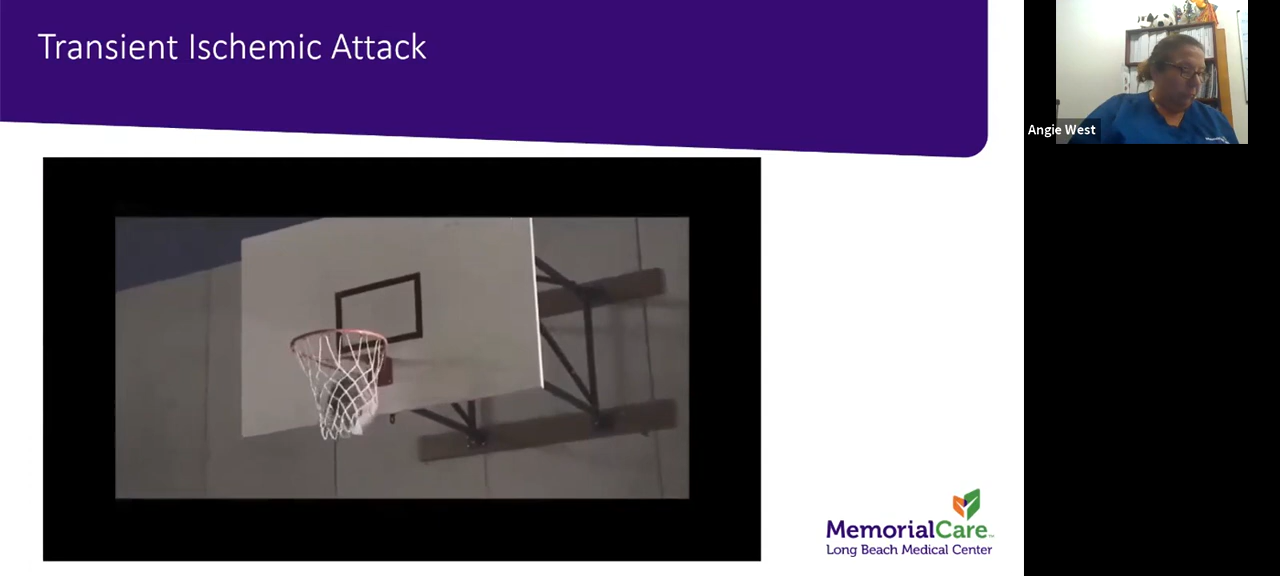 Transient Ischemic Attack
Angie West
MemorialCare
Long Beach Medical Center